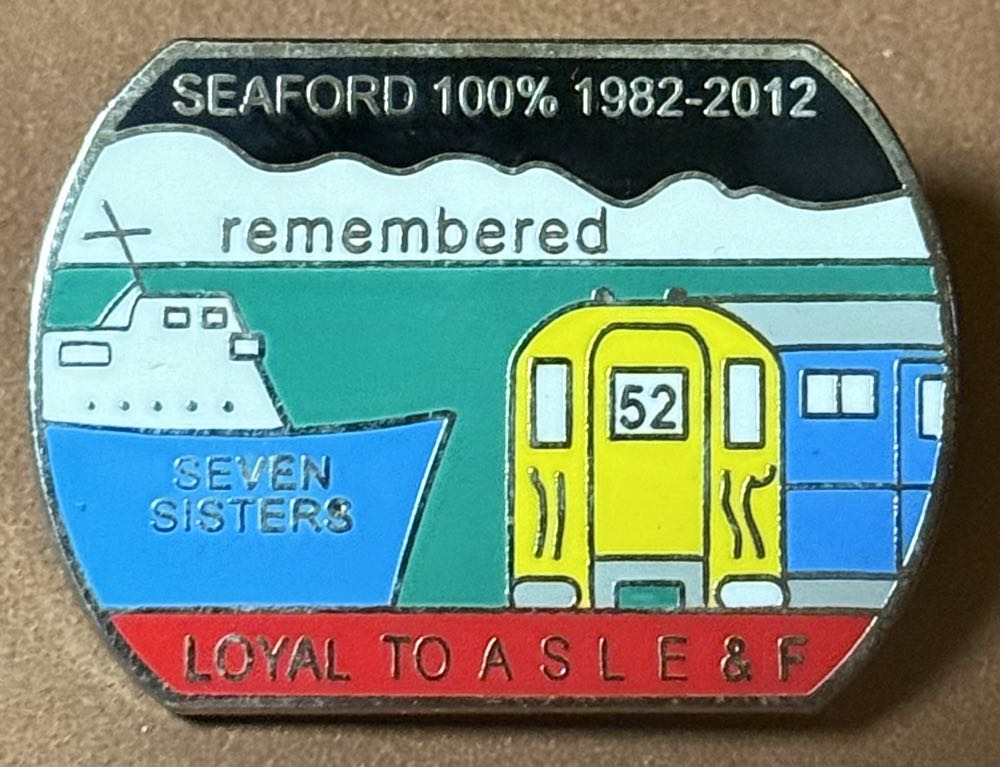 SEAFORD 100% 1982-2012
remembered
52
SEVEN
SISTERS
LOYAL TO A S L E & F